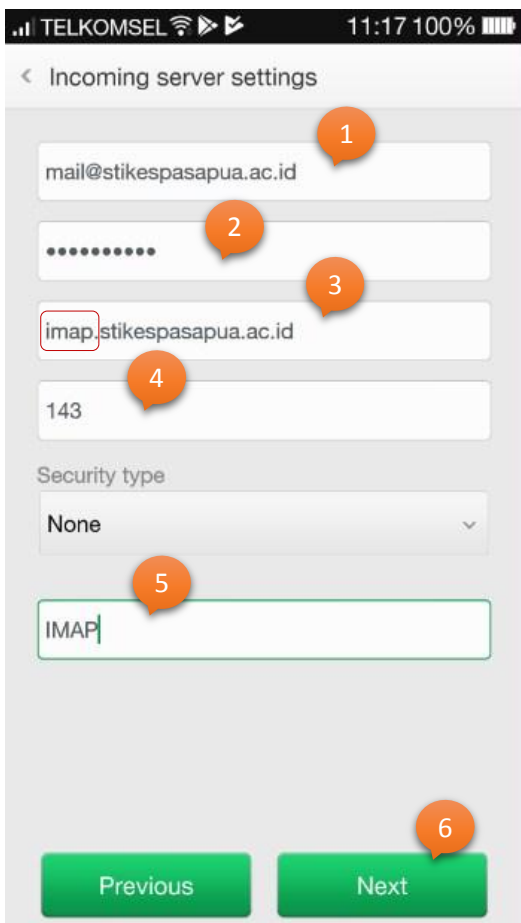 TELKOMSEL 11:17 100%
Incoming server settings
1
mail@stikespasapua.ac.id
2
••••••••••
3
imap.stikespasapua.ac.id
4
143
Security type
None
5
IMAP
6
Previous Next